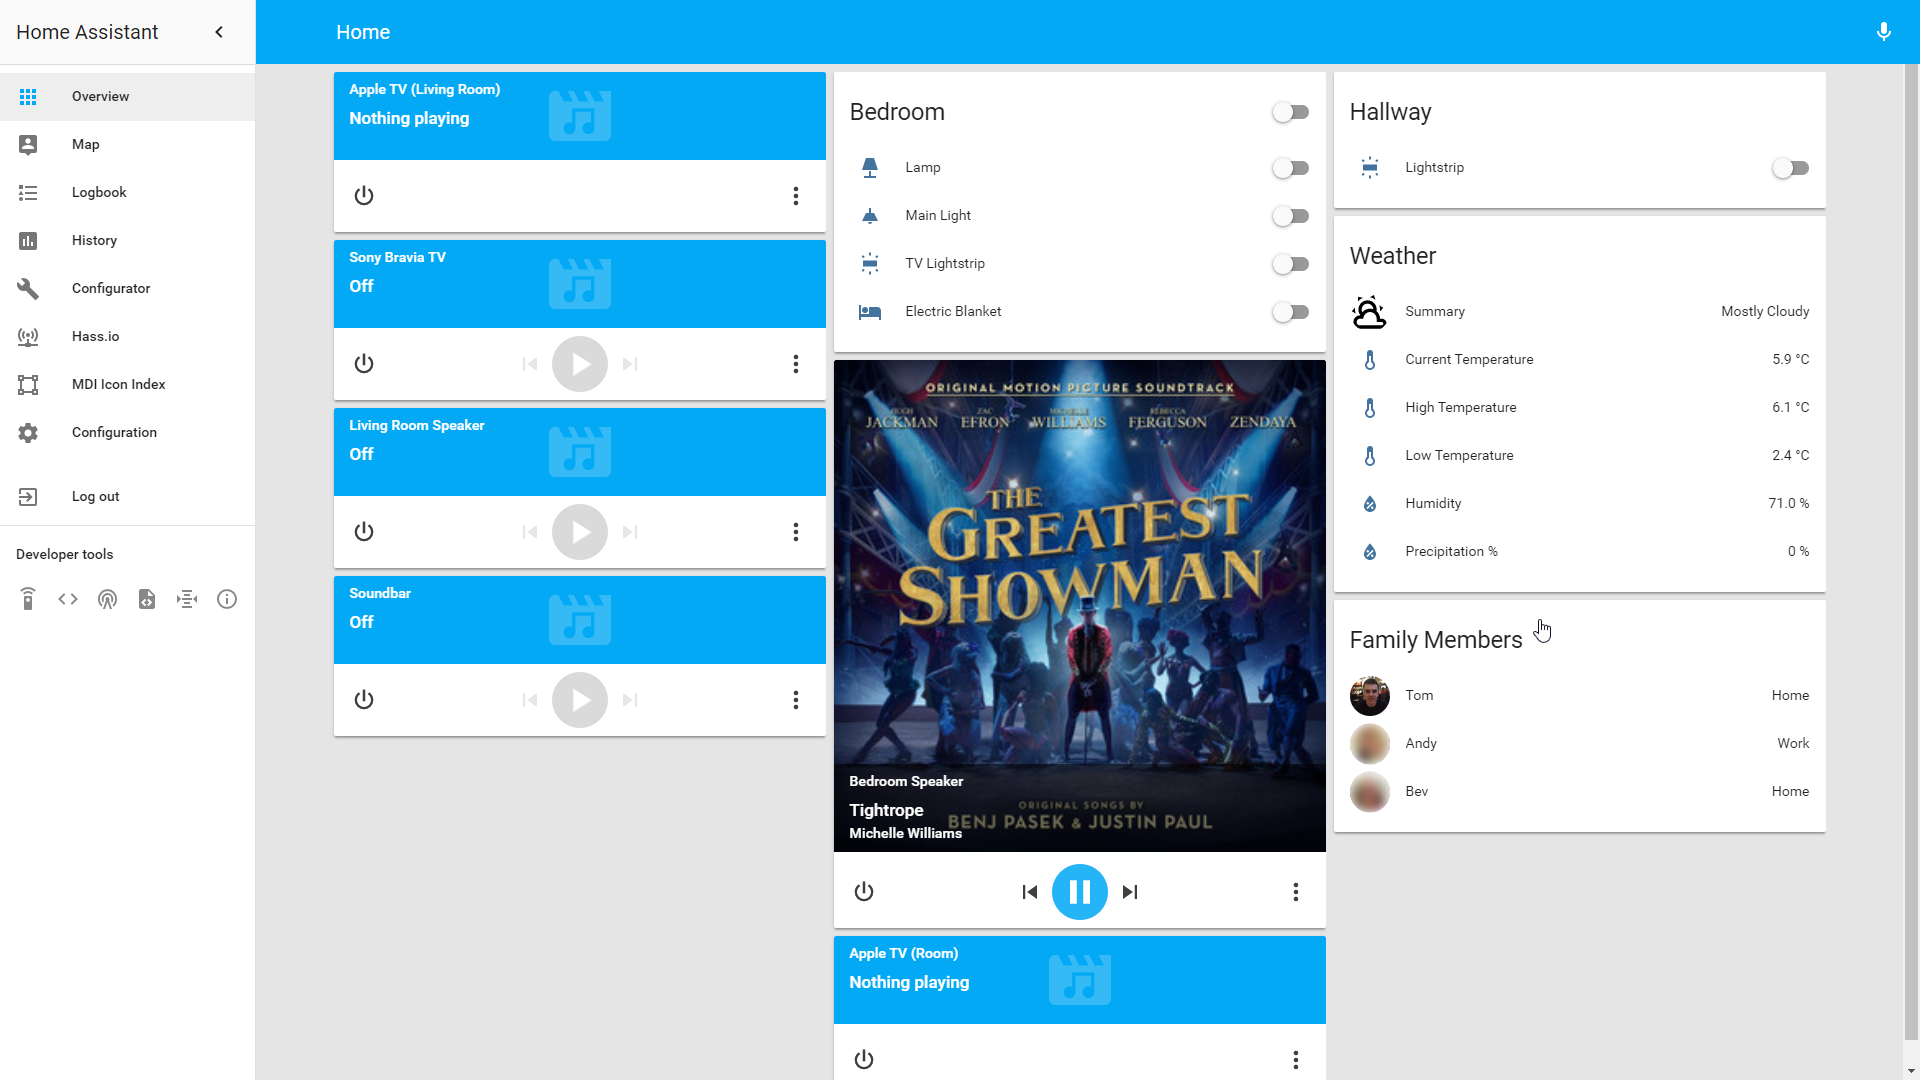 Home Assistant
Home
Overview
Map
Logbook
History
Configurator
Hass.io
MDI Icon Index
Configuration
Log out
Developer tools
Apple TV (Living Room)
Nothing playing
Sony Bravia TV
Off
Living Room Speaker
Off
Soundbar
Off
Bedroom
Lamp
Main Light
TV Lightstrip
Electric Blanket
ORIGINAL MOTION PICTURE SOUNDTRACK
HUGH JACKMAN ZAC EFRON MICHELLE WILLIAMS REBECCA FERGUSON ZENDAYA
THE
GREATEST
SHOWMAN
Bedroom Speaker
Tightrope
Michelle Williams
ORIGINAL SONGS BY
BENJ PASEK & JUSTIN PAUL
Apple TV (Room)
Nothing playing
Hallway
Lightstrip
Weather
Summary Mostly Cloudy
Current Temperature 5.9 °C
High Temperature 6.1 °C
Low Temperature 2.4 °C
Humidity 71.0 %
Precipitation % 0 %
Family Members
Tom Home
Andy Work
Bev Home